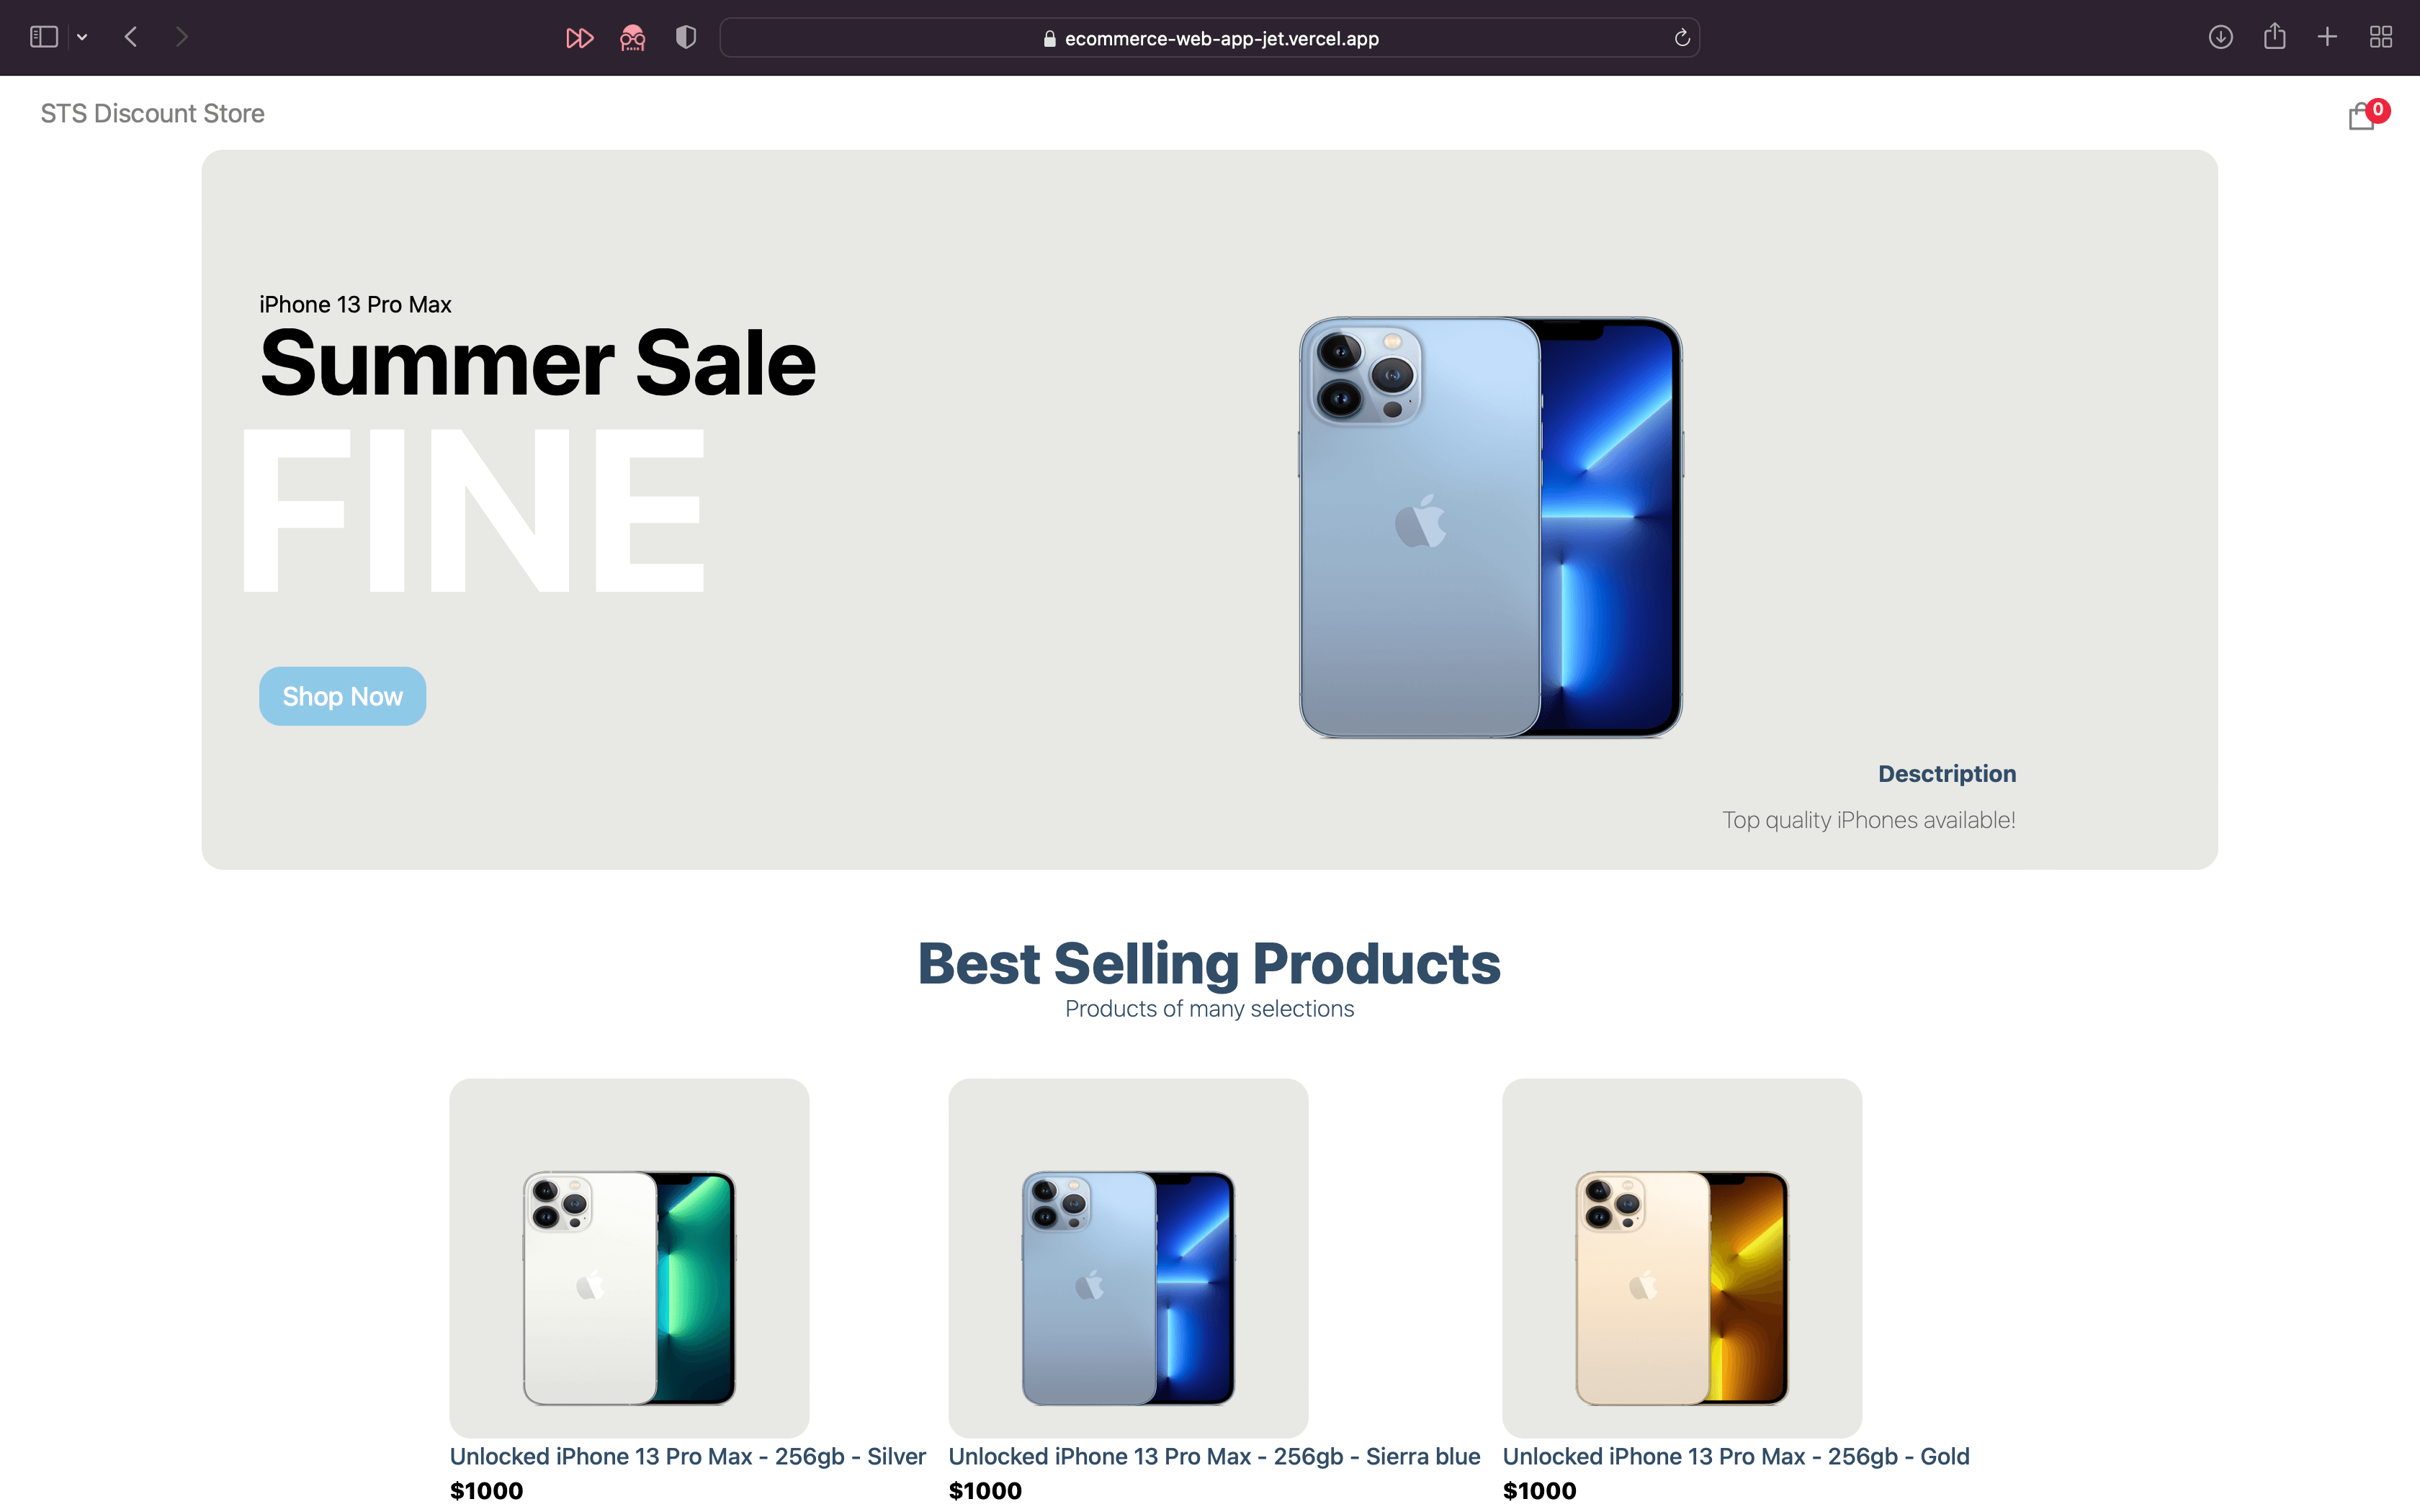 ecommerce-web-app-jet.vercel.app
STS Discount Store
0
iPhone 13 Pro Max
Summer Sale
FINE
Shop Now
Desctription
Top quality iPhones available!
Best Selling Products
Products of many selections
Unlocked iPhone 13 Pro Max - 256gb - Silver
$1000
Unlocked iPhone 13 Pro Max - 256gb - Sierra blue
$1000
Unlocked iPhone 13 Pro Max - 256gb - Gold
$1000